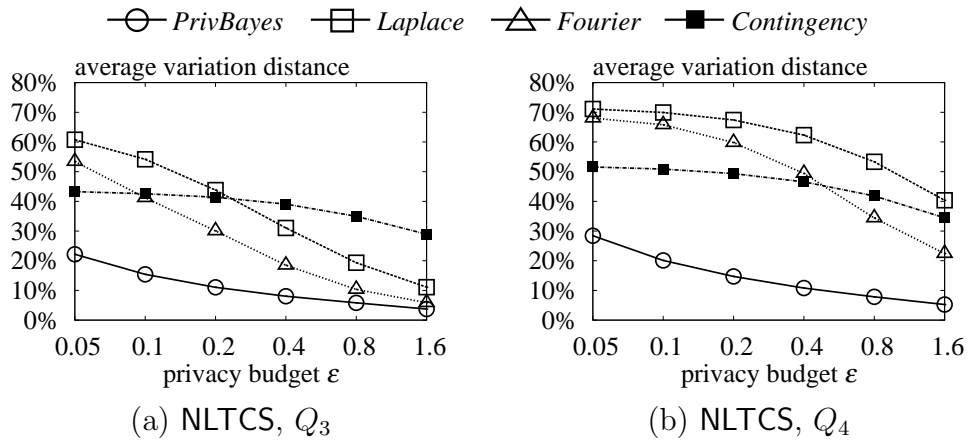 PrivBayes Laplace Fourier Contingency
average variation distance
80%
70%
60%
50%
40%
30%
20%
10%
0%
0.05 0.1 0.2 0.4 0.8 1.6
privacy budget ε
(a) NLTCS, Q3
average variation distance
80%
70%
60%
50%
40%
30%
20%
10%
0%
0.05 0.1 0.2 0.4 0.8 1.6
privacy budget ε
(b) NLTCS, Q4